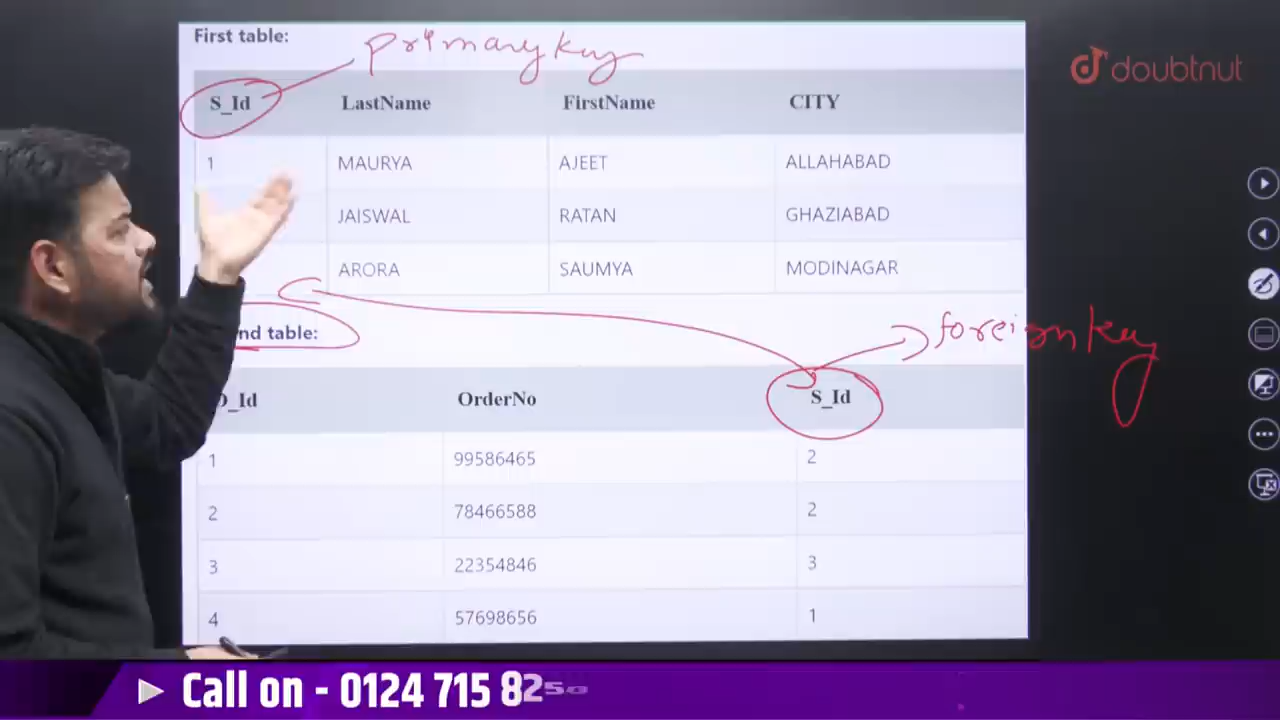 First table:
primary key
doubtnut
S_Id LastName FirstName CITY
1 MAURYA AJEET ALLAHABAD
JAISWAL RATAN GHAZIABAD
ARORA SAUMYA MODINAGAR
nd table:
foreign key
O_Id OrderNo S_Id
1 99586465 2
2 78466588 2
3 22354846 3
4 57698656 1
Call on - 0124 715 8250